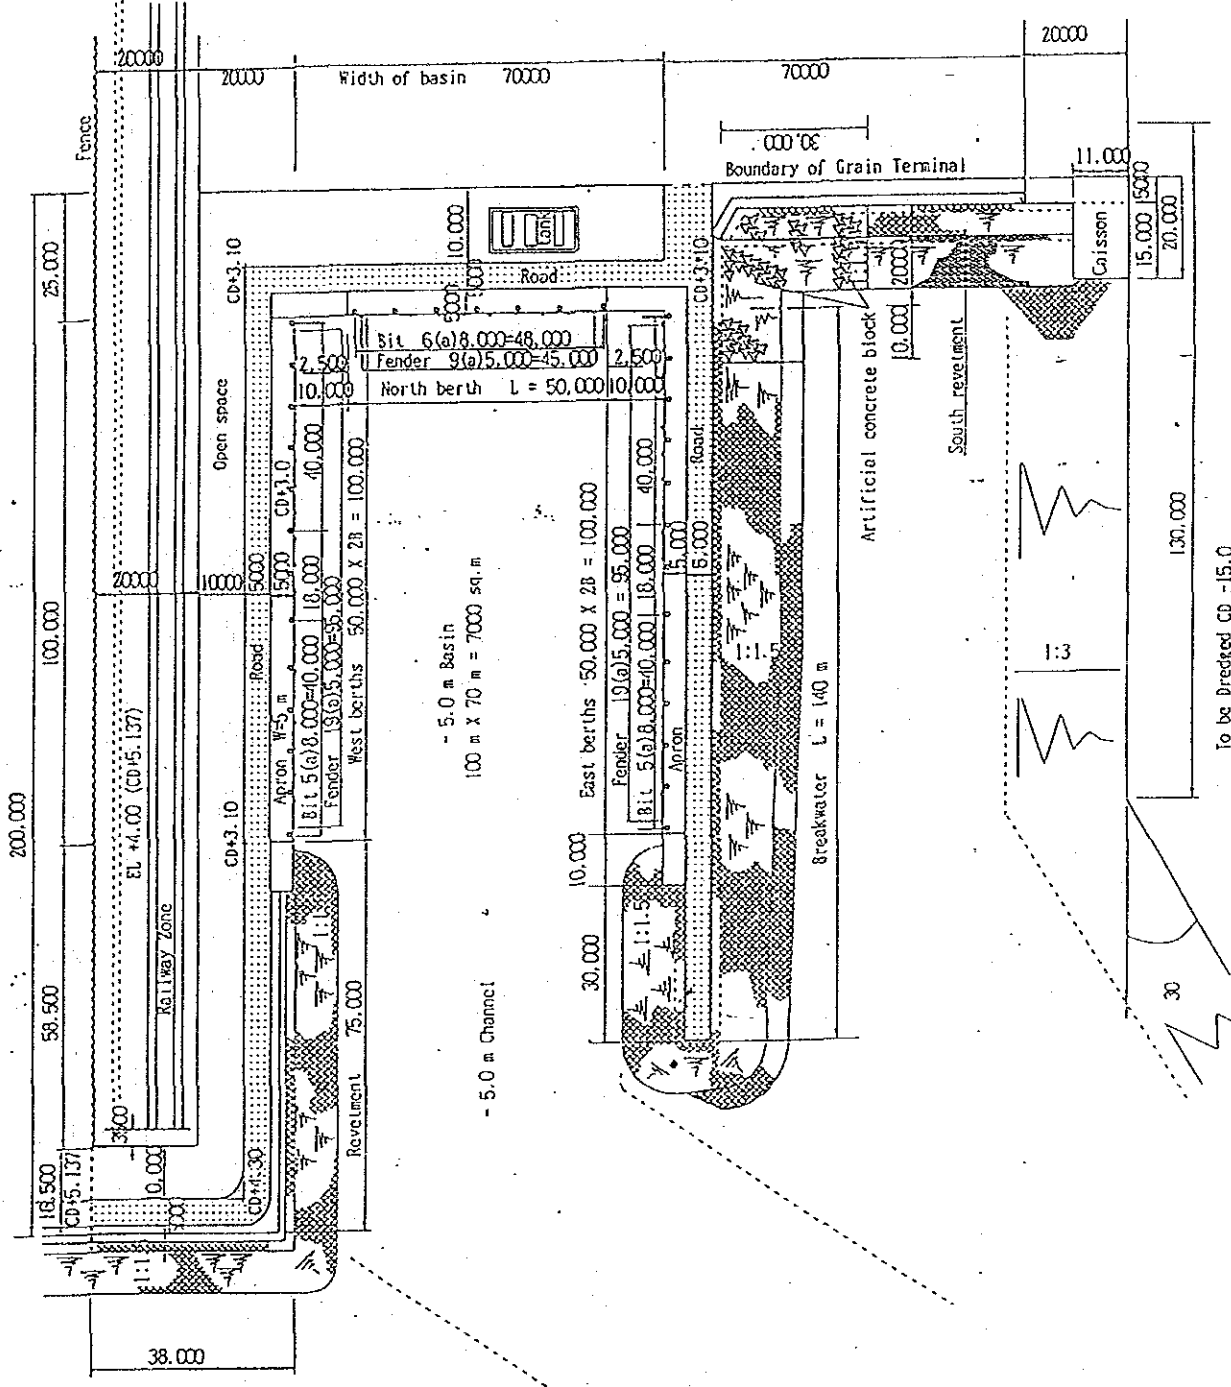 20000
20000
Width of basin 70000
70000
20000
Fence
30.000
Boundary of Grain Terminal
11.000
5000
15.000
20.000
Caisson
25.000
CD+3.10
10.000
Tank
Road
5000
CD+3.10
2000
10.000
Artificial concrete block
South revetment
Bit 6(a)8.000=48.000
2,500
Fender 9(a)5,000=45.000
2,500
10.000
North berth L = 50,000
10,000
Open space
CD+3.0
40,000
40,000
Road
200,000
100.000
20000
10000
5000
5000
18.000
Bit 5(a)8.000=40,000
Fender 19(a)5,000=95,000
West berths 50.000 X 2B = 100.000
Apron W=5 m
Road
- 5.0 m Basin
100 m X 70 m = 7000 sq.m
East berths 50.000 X 2B = 100.000
Fender 19(a)5,000 = 95,000
Bit 5(a)8.000=40,000
18.000
Apron
15.000
1:1.5
Breakwater L = 140 m
1:3
130,000
To be Dredged CD -15.0
EL +4.00 (CD+5.137)
Railway Zone
CD+3.10
10,000
30,000
1:1.5
1:1
58.500
75.000
Revetment
- 5.0 m Channel
30
18.500
CD+5.137
CD+4.30
1:1
38.000